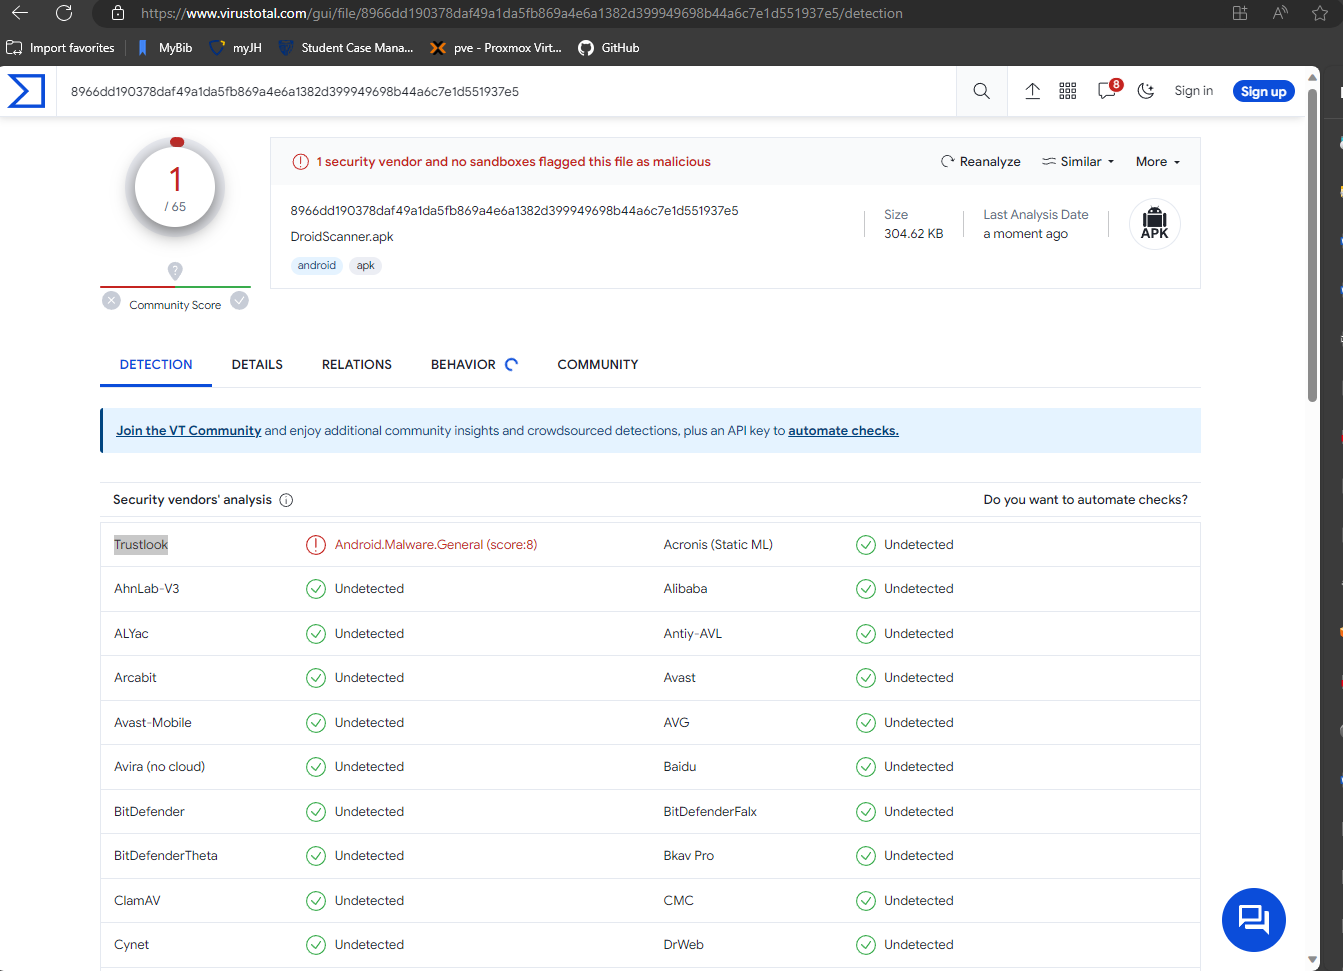 https://www.virustotal.com/gui/file/8966dd190378daf49a1da5fb869a4e6a1382d399949698b44a6c7e1d551937e5/detection
Import favorites MyBib myJH Student Case Mana... pve - Proxmox Virt... GitHub
8966dd190378daf49a1da5fb869a4e6a1382d399949698b44a6c7e1d551937e5 8 Sign in Sign up
1
/ 65
Community Score
1 security vendor and no sandboxes flagged this file as malicious
Reanalyze Similar More
8966dd190378daf49a1da5fb869a4e6a1382d399949698b44a6c7e1d551937e5
DroidScanner.apk
android apk
Size
304.62 KB
Last Analysis Date
a moment ago
APK
DETECTION DETAILS RELATIONS BEHAVIOR COMMUNITY
Join the VT Community and enjoy additional community insights and crowdsourced detections, plus an API key to automate checks.
Security vendors' analysis Do you want to automate checks?
Trustlook Android.Malware.General (score:8) Acronis (Static ML) Undetected
AhnLab-V3 Undetected Alibaba Undetected
ALYac Undetected Antiy-AVL Undetected
Arcabit Undetected Avast Undetected
Avast-Mobile Undetected AVG Undetected
Avira (no cloud) Undetected Baidu Undetected
BitDefender Undetected BitDefenderFalx Undetected
BitDefenderTheta Undetected Bkav Pro Undetected
ClamAV Undetected CMC Undetected
Cynet Undetected DrWeb Undetected